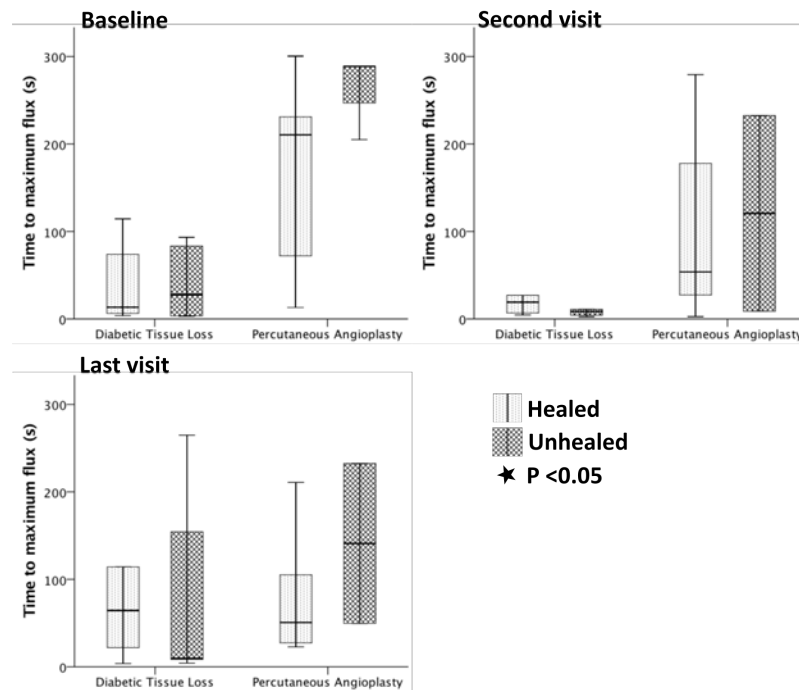 Baseline
Time to maximum flux (s)
300
200
100
0
Diabetic Tissue Loss
Percutaneous Angioplasty
Second visit
Time to maximum flux (s)
300
200
100
0
Diabetic Tissue Loss
Percutaneous Angioplasty
Last visit
Time to maximum flux (s)
300
200
100
0
Diabetic Tissue Loss
Percutaneous Angioplasty
Healed
Unhealed
★ P <0.05